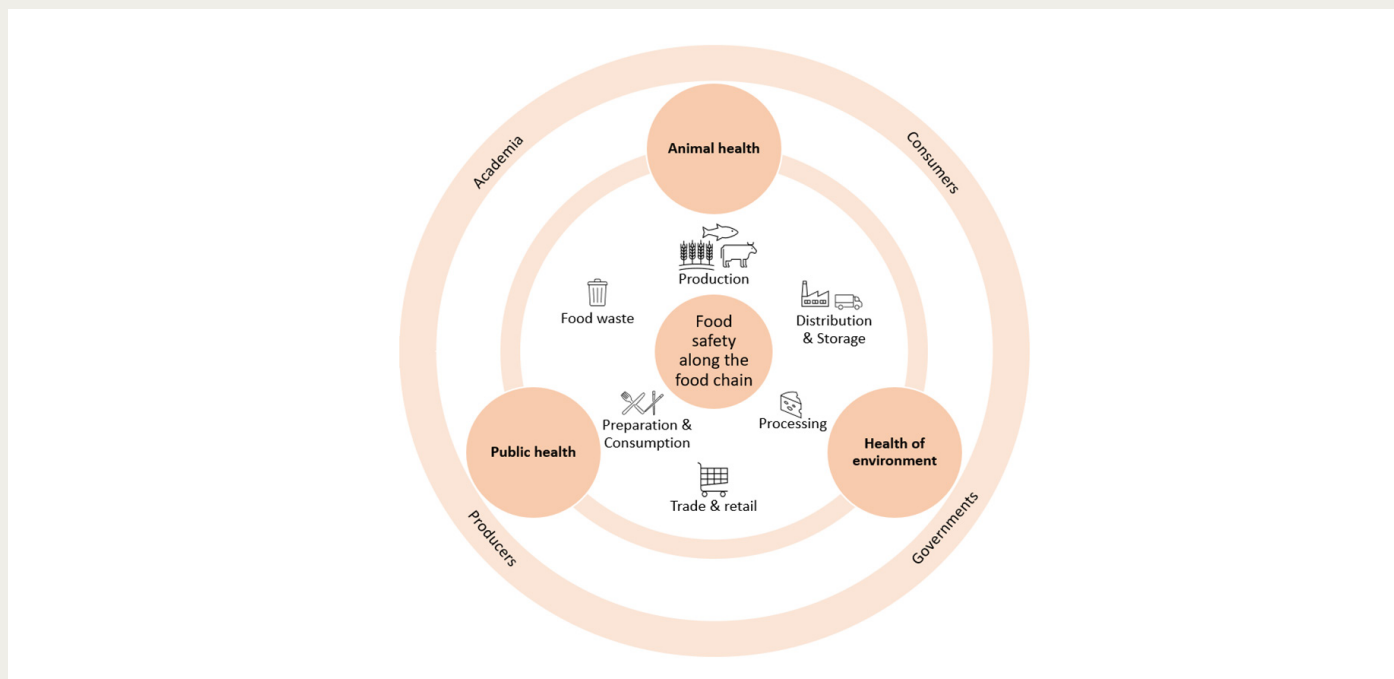 Academia
Consumers
Animal health
Production
Food waste
Distribution
& Storage
Food
safety
along the
food chain
Preparation &
Consumption
Processing
Public health
Health of
environment
Trade & retail
Producers
Governments